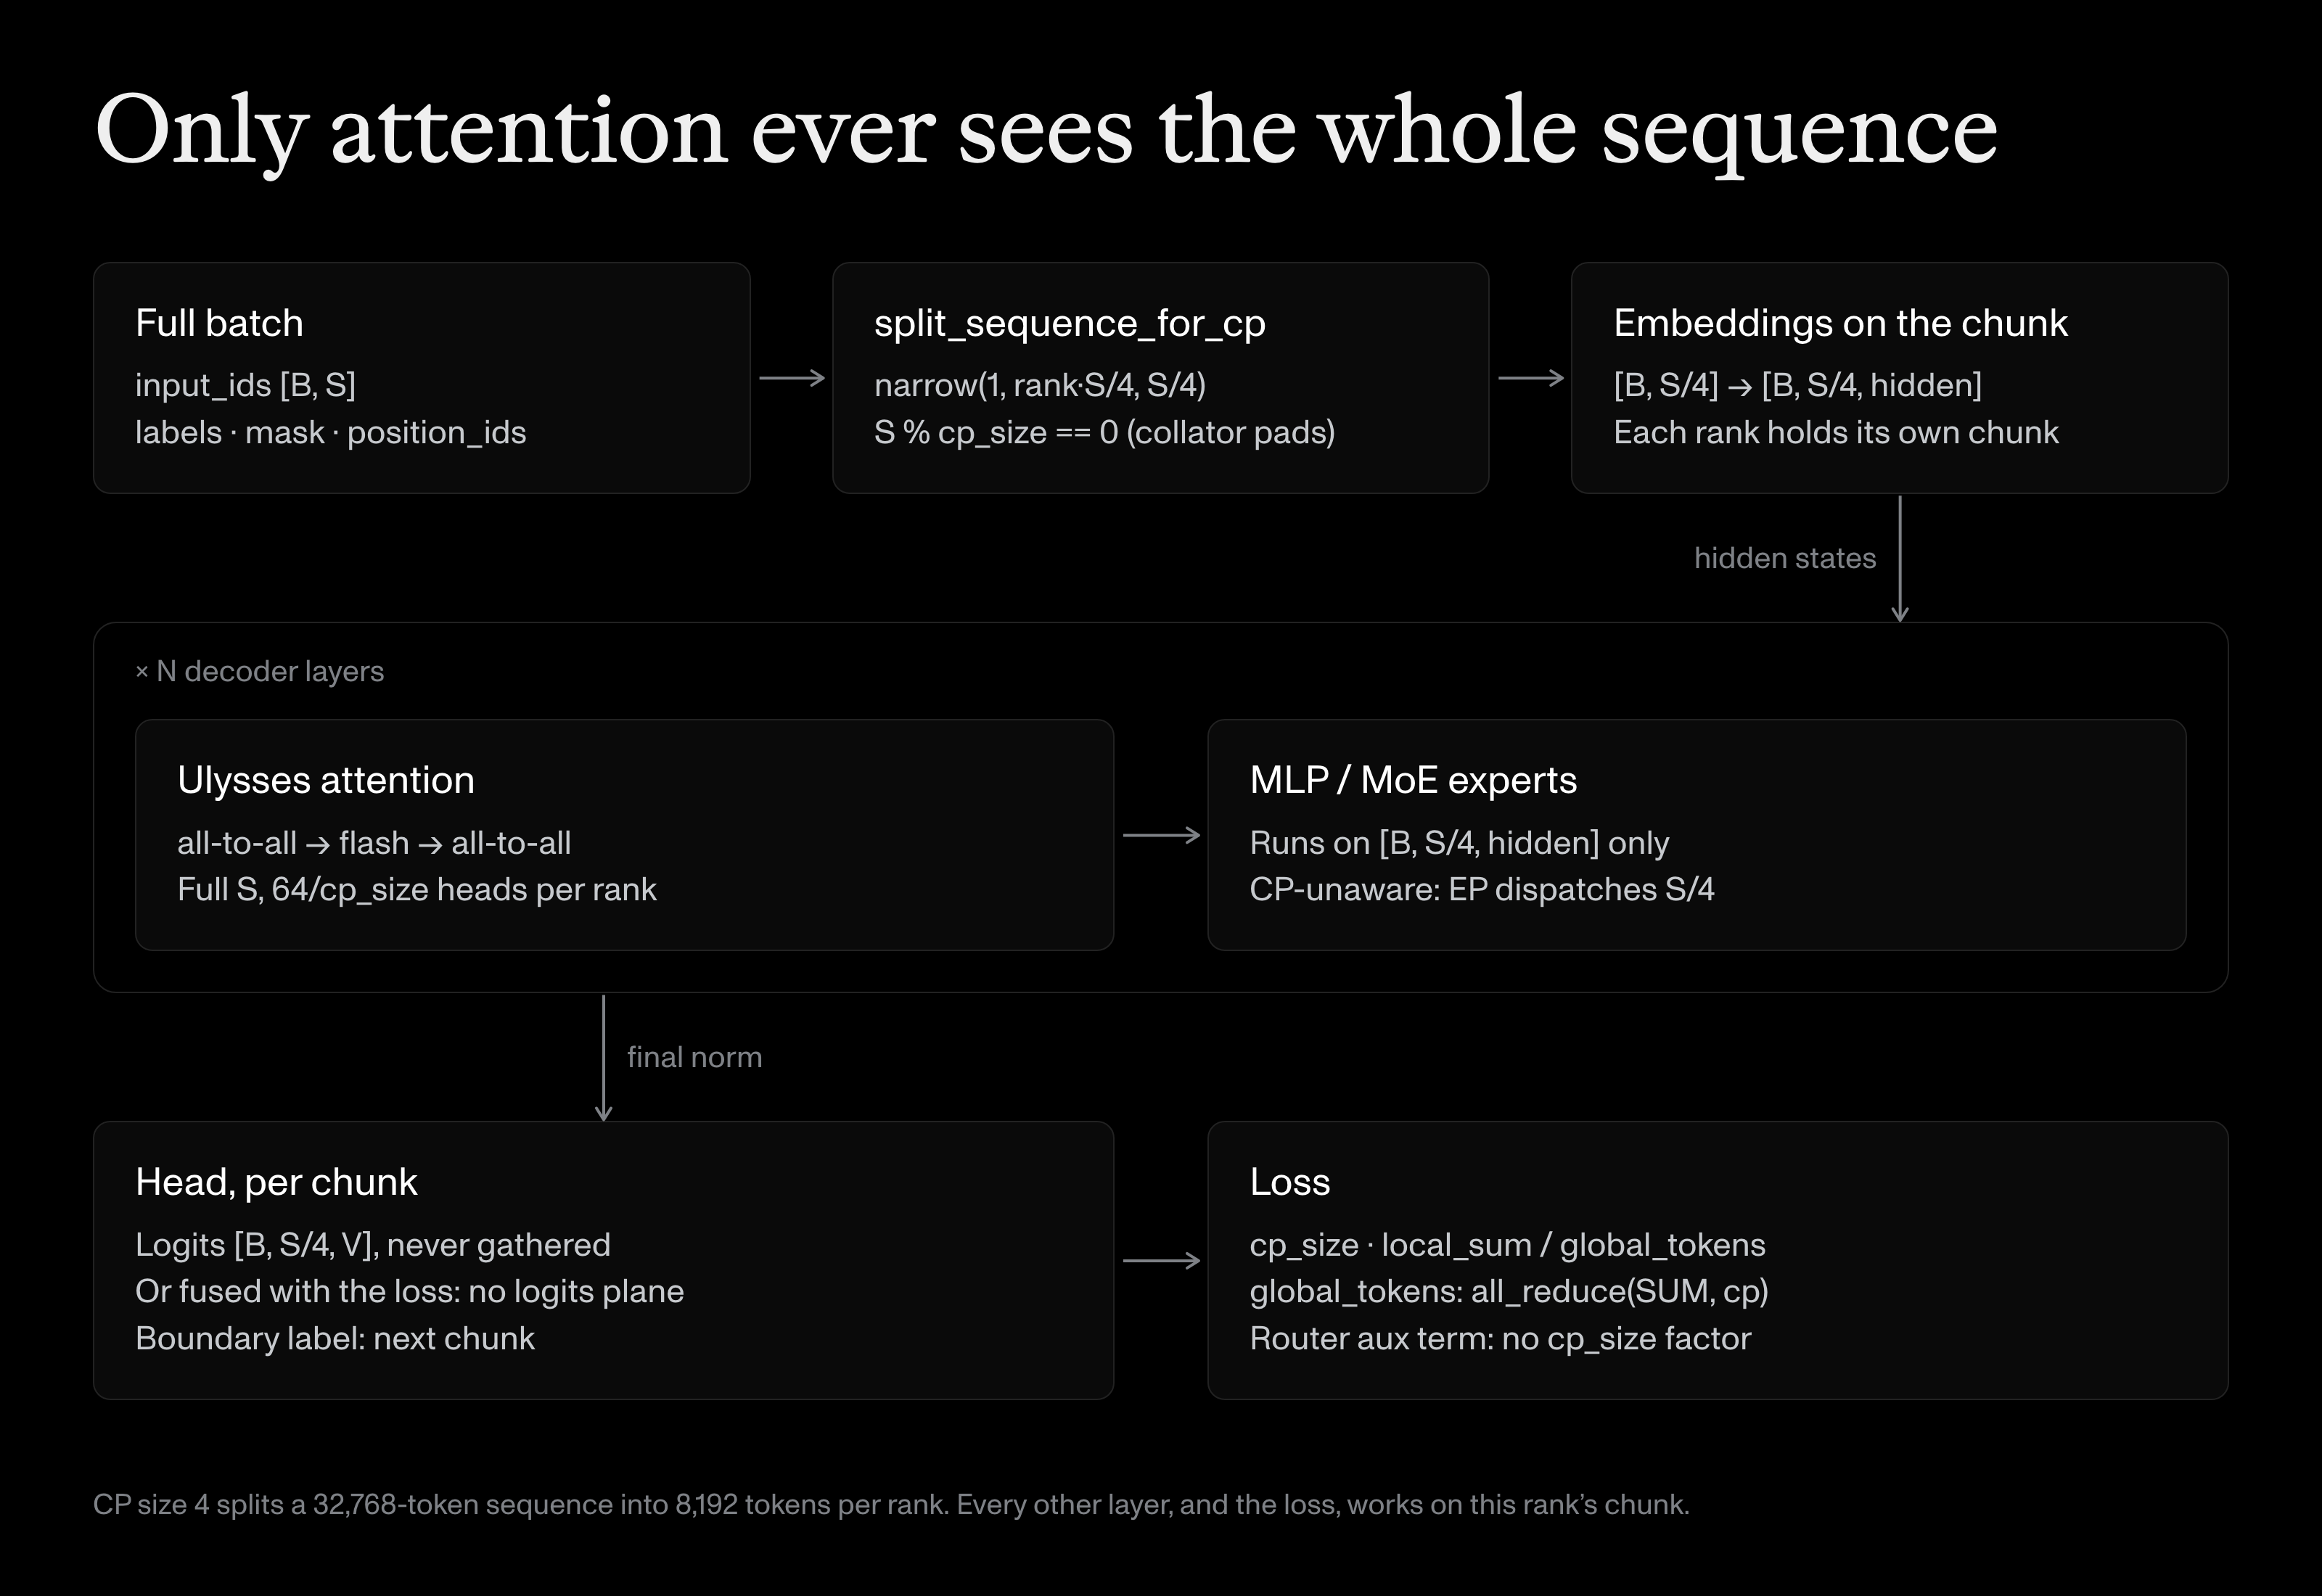 Only attention ever sees the whole sequence
Full batch
input_ids [B, S]
labels · mask · position_ids
split_sequence_for_cp
narrow(1, rank·S/4, S/4)
S % cp_size == 0 (collator pads)
Embeddings on the chunk
[B, S/4] → [B, S/4, hidden]
Each rank holds its own chunk
hidden states
× N decoder layers
Ulysses attention
all-to-all → flash → all-to-all
Full S, 64/cp_size heads per rank
MLP / MoE experts
Runs on [B, S/4, hidden] only
CP-unaware: EP dispatches S/4
final norm
Head, per chunk
Logits [B, S/4, V], never gathered
Or fused with the loss: no logits plane
Boundary label: next chunk
Loss
cp_size · local_sum / global_tokens
global_tokens: all_reduce(SUM, cp)
Router aux term: no cp_size factor
CP size 4 splits a 32,768-token sequence into 8,192 tokens per rank. Every other layer, and the loss, works on this rank’s chunk.